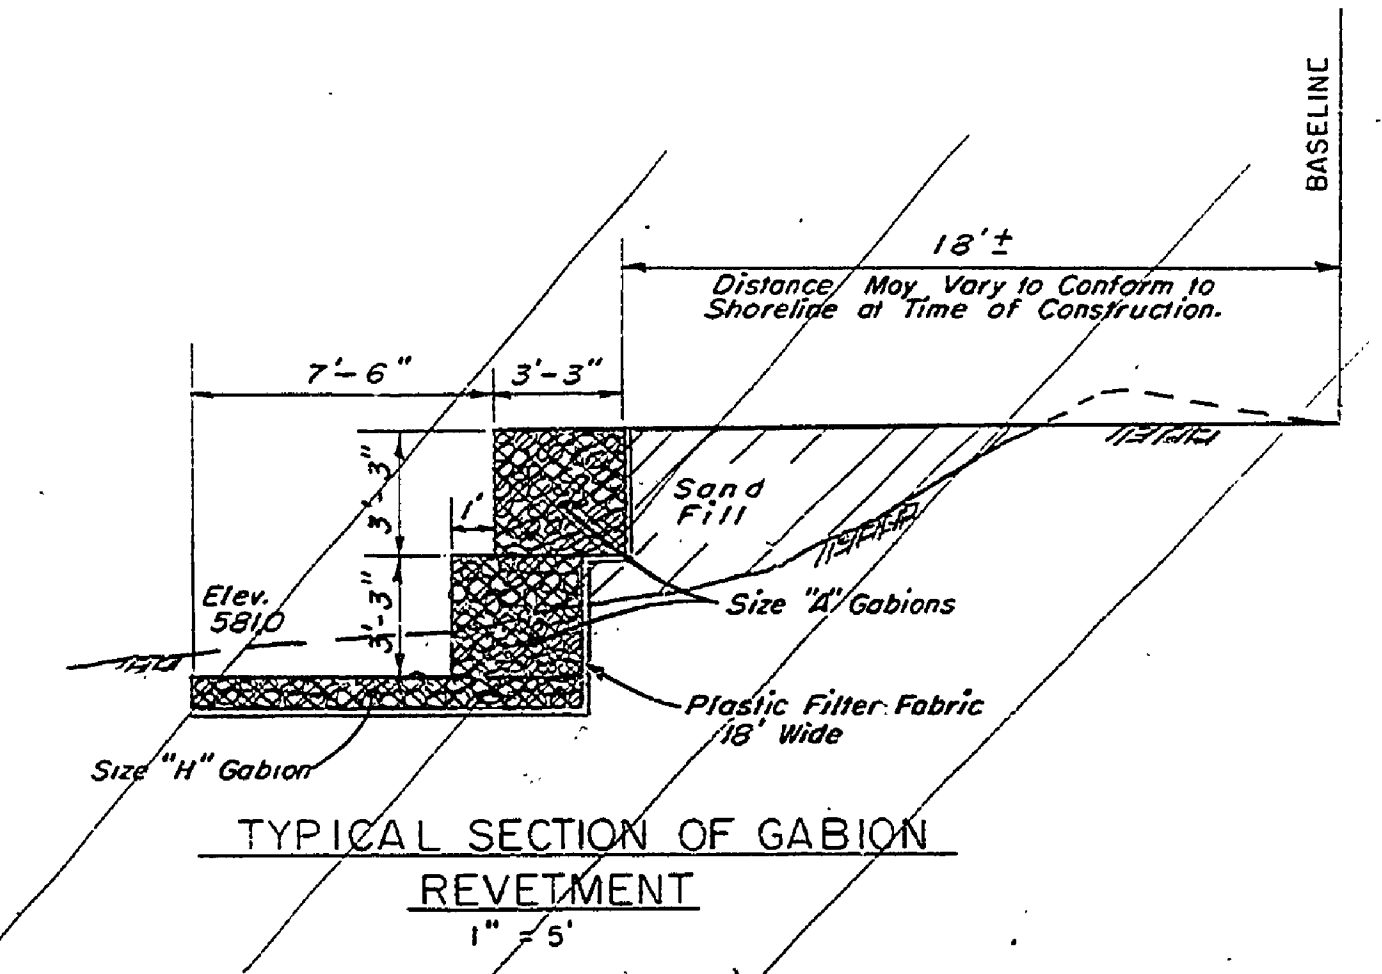 BASELINE
18'±
Distance May Vary to Conform to
Shoreline at Time of Construction.
7'-6"
3'-3"
3'-3"
1'
Sand
Fill
3'-3"
Elev.
5810
Size "A" Gabions
Plastic Filter Fabric
18' Wide
Size "H" Gabion
TYPICAL SECTION OF GABION
REVETMENT
1" = 5'